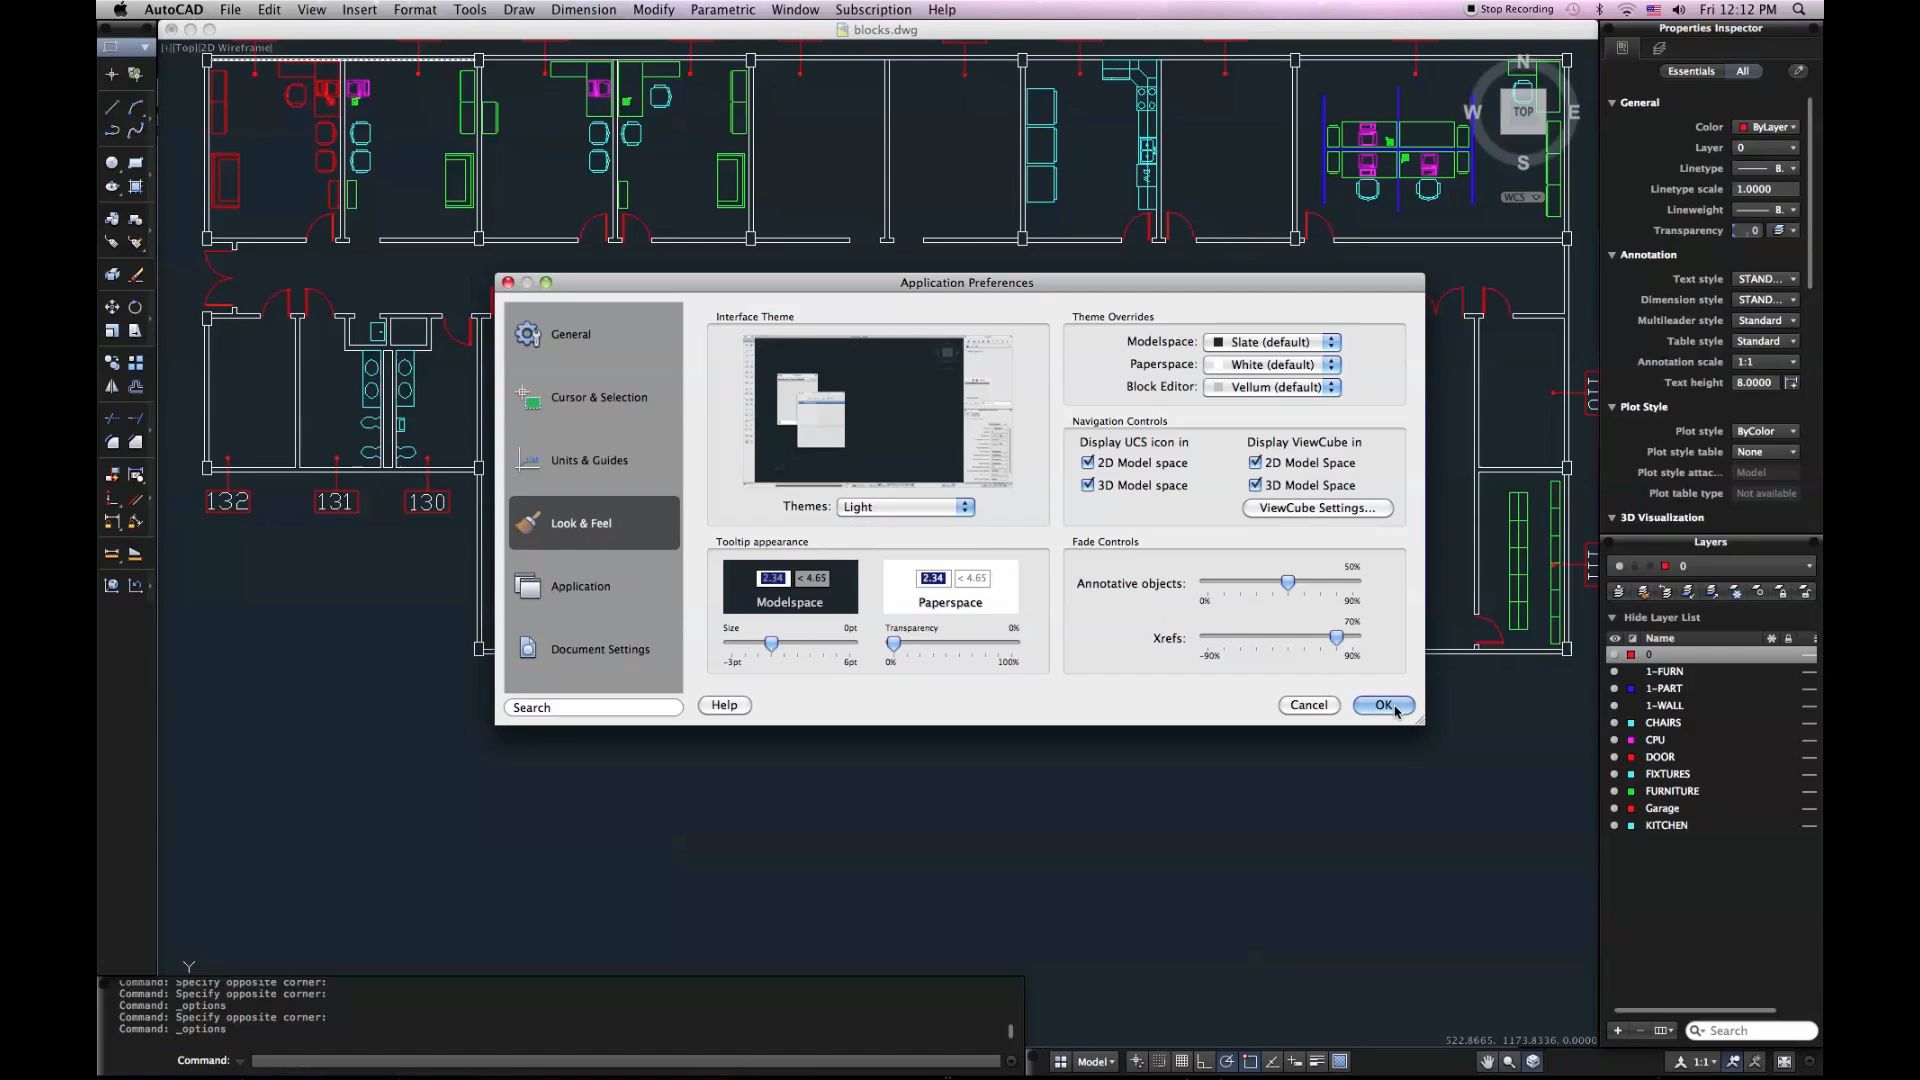 AutoCAD File Edit View Insert Format Tools Draw Dimension Modify Parametric Window Subscription Help Stop Recording Fri 12:12 PM
blocks.dwg
[+][Top][2D Wireframe]
N
W TOP E
S
WCS
132 131 130
Application Preferences
General
Cursor & Selection
Units & Guides
Look & Feel
Application
Document Settings
Search
Interface Theme
Themes: Light
Tooltip appearance
2.34 < 4.65
Modelspace
2.34 < 4.65
Paperspace
Size 0pt
-3pt 6pt
Transparency 0%
0% 100%
Theme Overrides
Modelspace: Slate (default)
Paperspace: White (default)
Block Editor: Vellum (default)
Navigation Controls
Display UCS icon in
2D Model space
3D Model space
Display ViewCube in
2D Model Space
3D Model Space
ViewCube Settings...
Fade Controls
50%
Annotative objects:
0% 90%
70%
Xrefs:
-90% 90%
Help Cancel OK
Properties Inspector
Essentials All
General
Color ByLayer
Layer 0
Linetype B.
Linetype scale 1.0000
Lineweight B.
Transparency 0
Annotation
Text style STAND...
Dimension style STAND...
Multileader style Standard
Table style Standard
Annotation scale 1:1
Text height 8.0000
Plot Style
Plot style ByColor
Plot style table None
Plot style attac... Model
Plot table type Not available
3D Visualization
Layers
0
Hide Layer List
Name
0
1-FURN
1-PART
1-WALL
CHAIRS
CPU
DOOR
FIXTURES
FURNITURE
Garage
KITCHEN
Search
Y
Command: Specify opposite corner:
Command: Specify opposite corner:
Command: _options
Command: Specify opposite corner:
Command: _options
Command:
522.8665, 1173.8336, 0.0000
Model
1:1